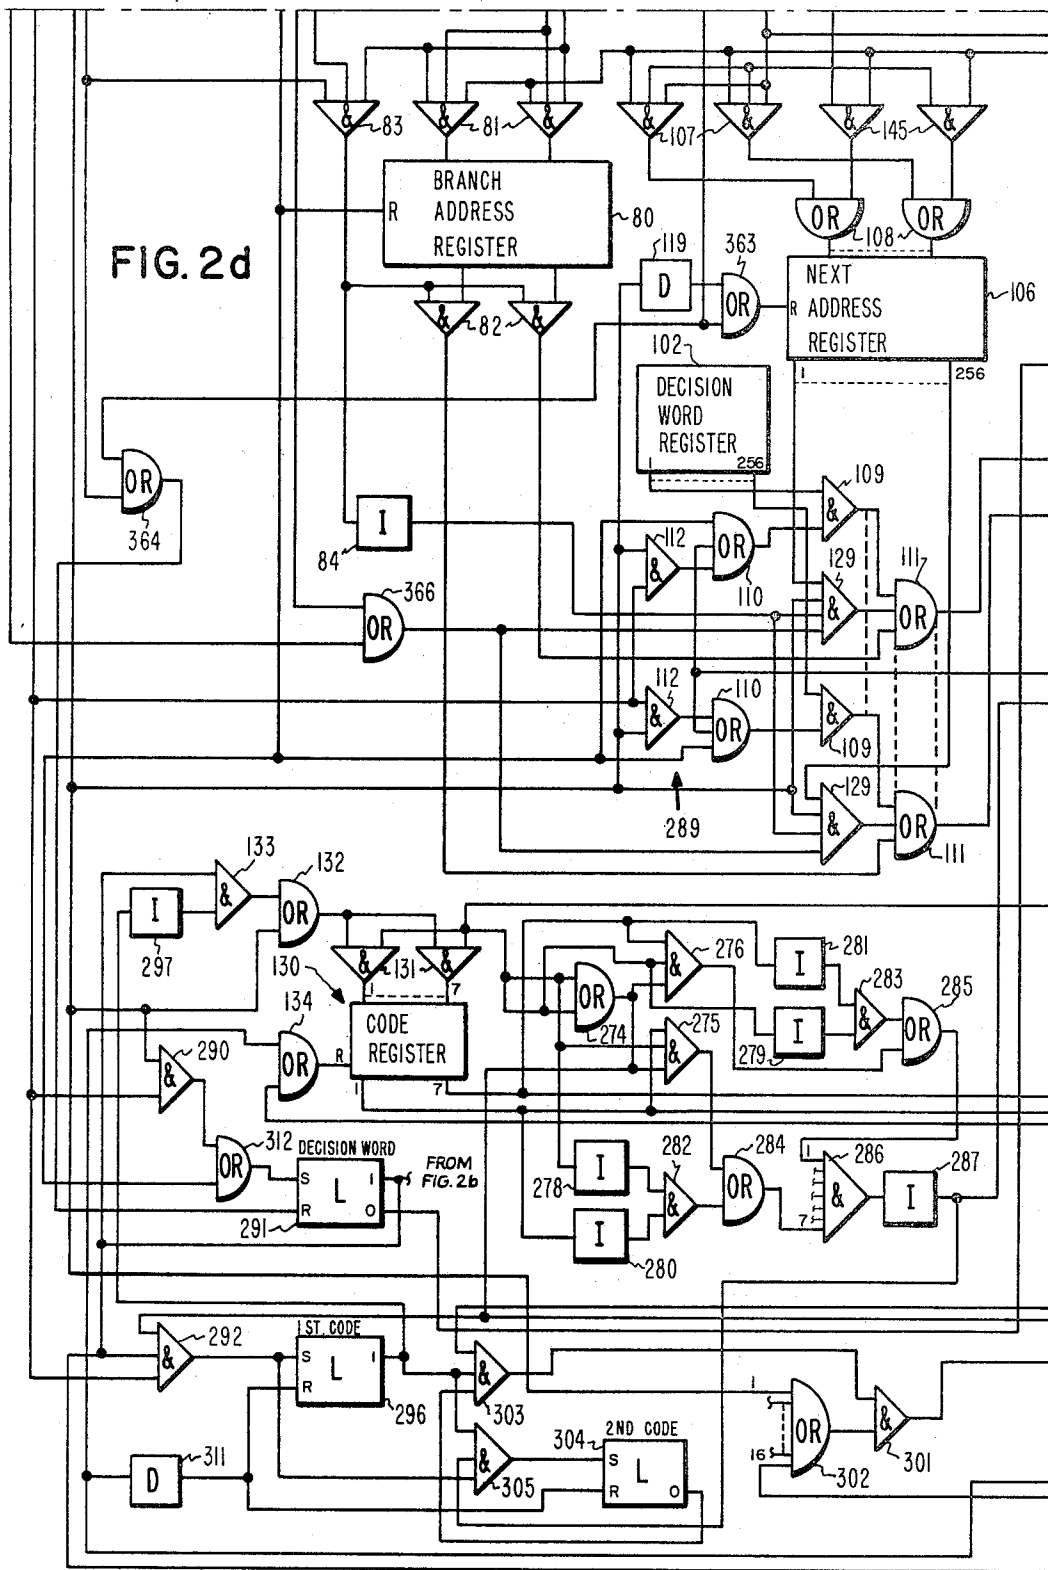 & 83
& 81 &
& 107 &
& 145 &
BRANCH
R ADDRESS 80
REGISTER
OR 108 OR
FIG. 2d
119
D
363
OR
NEXT
R ADDRESS 106
REGISTER
1 256
& 82 &
102
DECISION
WORD
REGISTER
1 256
OR
364
I
84
366
OR
109
&
112
&
OR
110
129
&
111
OR
112
&
110
OR
&
109
289
129
&
OR
111
133
&
132
OR
I
297
& 131 &
130
1 7
CODE
R REGISTER
1 7
134
OR
290
&
312
OR
DECISION WORD
S L 1
R 0
291
FROM
FIG. 2b
OR
274
276
&
275
&
281
I
I
279
283
&
285
OR
I
278
I
280
282
&
284
OR
1 286
&
7
287
I
292
&
1ST. CODE
S 1
L
R
296
&
303
&
305
2ND CODE
304
S
L
R 0
311
D
1
OR
16
302
&
301